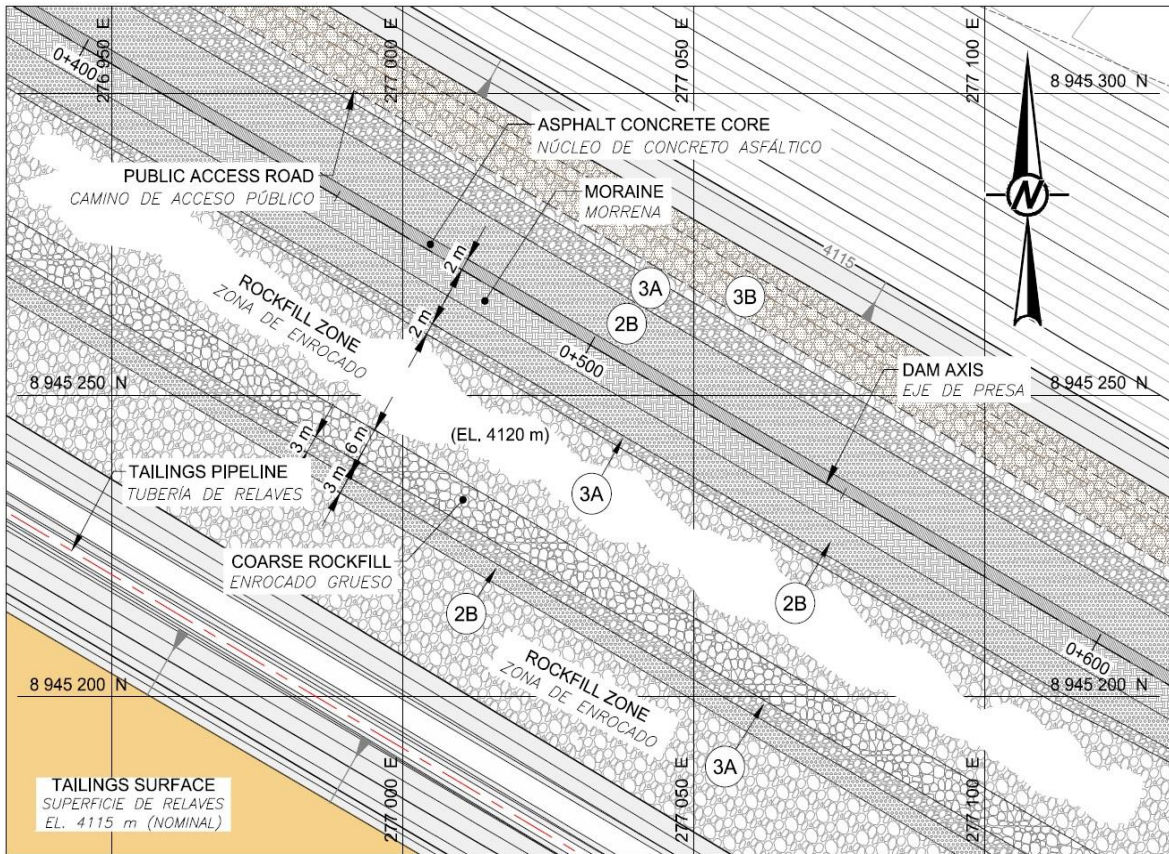 276 950 E
277 000 E
277 050 E
277 100 E
0+400
8 945 300 N
ASPHALT CONCRETE CORE
NÚCLEO DE CONCRETO ASFÁLTICO
PUBLIC ACCESS ROAD
CAMINO DE ACCESO PÚBLICO
MORAINE
MORRENA
N
4115
2 m
2 m
3A
3B
2B
ROCKFILL ZONE
ZONA DE ENROCADO
0+500
8 945 250 N
8 945 250 N
DAM AXIS
EJE DE PRESA
(EL. 4120 m)
3 m
6 m
3 m
TAILINGS PIPELINE
TUBERÍA DE RELAVES
3A
COARSE ROCKFILL
ENROCADO GRUESO
2B
2B
0+600
ROCKFILL ZONE
ZONA DE ENROCADO
8 945 200 N
8 945 200 N
3A
TAILINGS SURFACE
SUPERFICIE DE RELAVES
EL. 4115 m (NOMINAL)
277 000 E
277 050 E
277 100 E